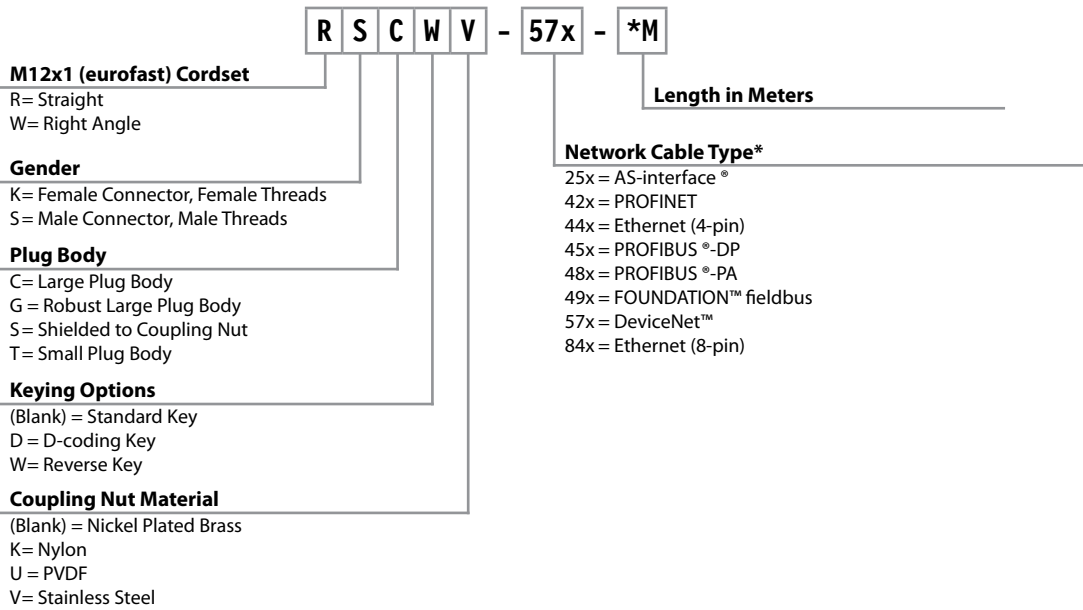 R S C W V - 57x - *M
M12x1 (eurofast) Cordset
R= Straight
W= Right Angle
Gender
K= Female Connector, Female Threads
S= Male Connector, Male Threads
Plug Body
C= Large Plug Body
G = Robust Large Plug Body
S= Shielded to Coupling Nut
T= Small Plug Body
Keying Options
(Blank) = Standard Key
D = D-coding Key
W= Reverse Key
Coupling Nut Material
(Blank) = Nickel Plated Brass
K= Nylon
U = PVDF
V= Stainless Steel
Length in Meters
Network Cable Type*
25x = AS-interface ®
42x = PROFINET
44x = Ethernet (4-pin)
45x = PROFIBUS ®-DP
48x = PROFIBUS ®-PA
49x = FOUNDATION™ fieldbus
57x = DeviceNet™
84x = Ethernet (8-pin)